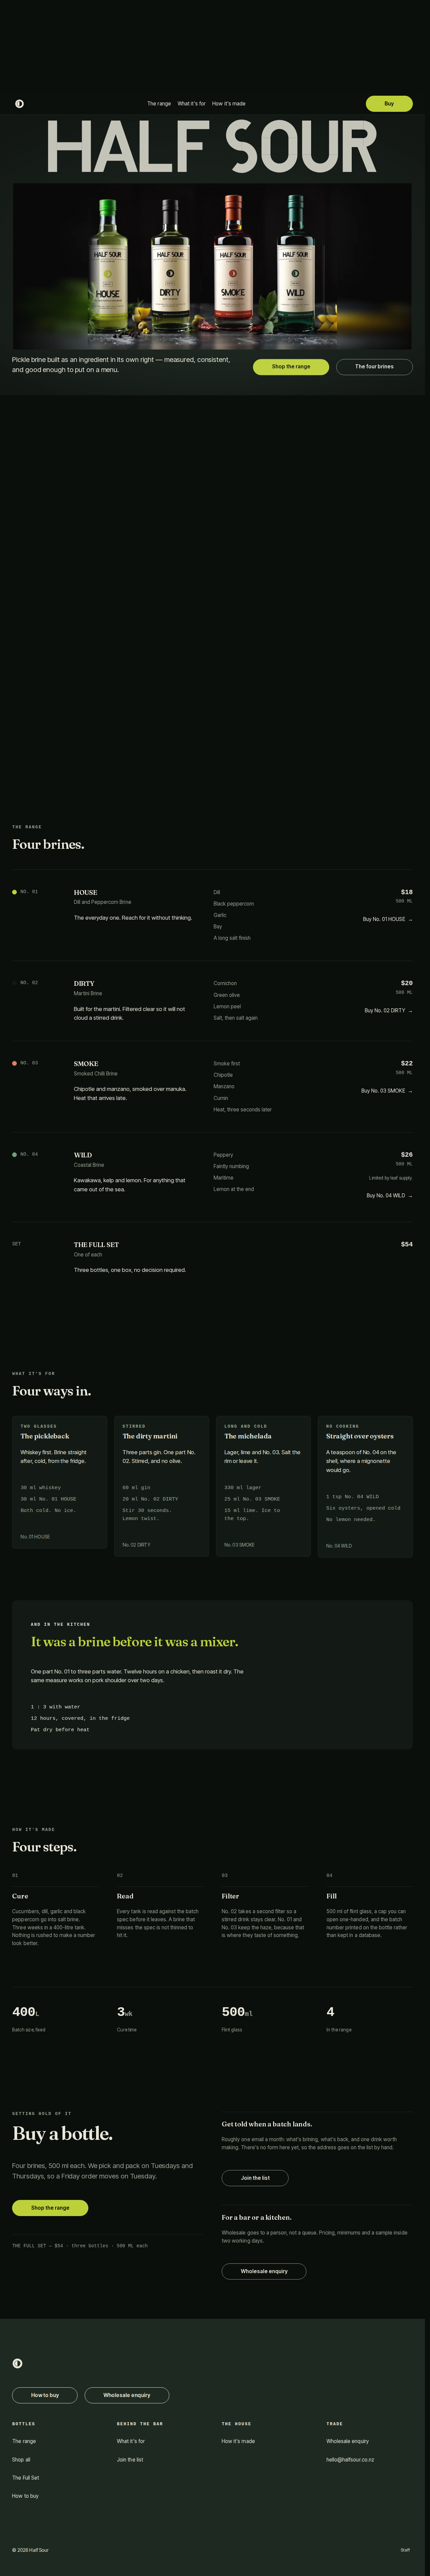 The range What it's for How it's made Buy
HALF SOUR
HALF SOUR HALF SOUR HALF SOUR HALF SOUR
HOUSE DIRTY SMOKE WILD
Pickle brine built as an ingredient in its own right — measured, consistent,
and good enough to put on a menu.
Shop the range The four brines
THE RANGE
Four brines.
NO. 01
HOUSE
Dill and Peppercorn Brine
The everyday one. Reach for it without thinking.
Dill
Black peppercorn
Garlic
Bay
A long salt finish
$18
500 ML
Buy No. 01 HOUSE →
NO. 02
DIRTY
Martini Brine
Built for the martini. Filtered clear so it will not
cloud a stirred drink.
Cornichon
Green olive
Lemon peel
Salt, then salt again
$20
500 ML
Buy No. 02 DIRTY →
NO. 03
SMOKE
Smoked Chilli Brine
Chipotle and manzano, smoked over manuka.
Heat that arrives late.
Smoke first
Chipotle
Manzano
Cumin
Heat, three seconds later
$22
500 ML
Buy No. 03 SMOKE →
NO. 04
WILD
Coastal Brine
Kawakawa, kelp and lemon. For anything that
came out of the sea.
Peppery
Faintly numbing
Maritime
Lemon at the end
$26
500 ML
Limited by leaf supply.
Buy No. 04 WILD →
SET
THE FULL SET
One of each
Three bottles, one box, no decision required.
$54
WHAT IT'S FOR
Four ways in.
TWO GLASSES
The pickleback
Whiskey first. Brine straight
after, cold, from the fridge.
30 ml whiskey
30 ml No. 01 HOUSE
Both cold. No ice.
No. 01 HOUSE
STIRRED
The dirty martini
Three parts gin. One part No.
02. Stirred, and no olive.
60 ml gin
20 ml No. 02 DIRTY
Stir 30 seconds.
Lemon twist.
No. 02 DIRTY
LONG AND COLD
The michelada
Lager, lime and No. 03. Salt the
rim or leave it.
330 ml lager
25 ml No. 03 SMOKE
15 ml lime. Ice to
the top.
No. 03 SMOKE
NO COOKING
Straight over oysters
A teaspoon of No. 04 on the
shell, where a mignonette
would go.
1 tsp No. 04 WILD
Six oysters, opened cold
No lemon needed.
No. 04 WILD
AND IN THE KITCHEN
It was a brine before it was a mixer.
One part No. 01 to three parts water. Twelve hours on a chicken, then roast it dry. The
same measure works on pork shoulder over two days.
1 : 3 with water
12 hours, covered, in the fridge
Pat dry before heat
HOW IT'S MADE
Four steps.
01
Cure
Cucumbers, dill, garlic and black
peppercorn go into salt brine.
Three weeks in a 400-litre tank.
Nothing is rushed to make a number
look better.
02
Read
Every tank is read against the batch
spec before it leaves. A brine that
misses the spec is not thinned to
hit it.
03
Filter
No. 02 takes a second filter so a
stirred drink stays clear. No. 01 and
No. 03 keep the haze, because that
is where they taste of something.
04
Fill
500 ml of flint glass, a cap you can
open one-handed, and the batch
number printed on the bottle rather
than kept in a database.
400L
Batch size, fixed
3wk
Cure time
500ml
Flint glass
4
In the range
GETTING HOLD OF IT
Buy a bottle.
Four brines, 500 ml each. We pick and pack on Tuesdays and
Thursdays, so a Friday order moves on Tuesday.
Shop the range
THE FULL SET — $54 · three bottles · 500 ML each
Get told when a batch lands.
Roughly one email a month: what's brining, what's back, and one drink worth
making. There's no form here yet, so the address goes on the list by hand.
Join the list
For a bar or a kitchen.
Wholesale goes to a person, not a queue. Pricing, minimums and a sample inside
two working days.
Wholesale enquiry
How to buy Wholesale enquiry
BOTTLES
The range
Shop all
The Full Set
How to buy
BEHIND THE BAR
What it's for
Join the list
THE HOUSE
How it's made
TRADE
Wholesale enquiry
hello@halfsour.co.nz
© 2026 Half Sour Staff